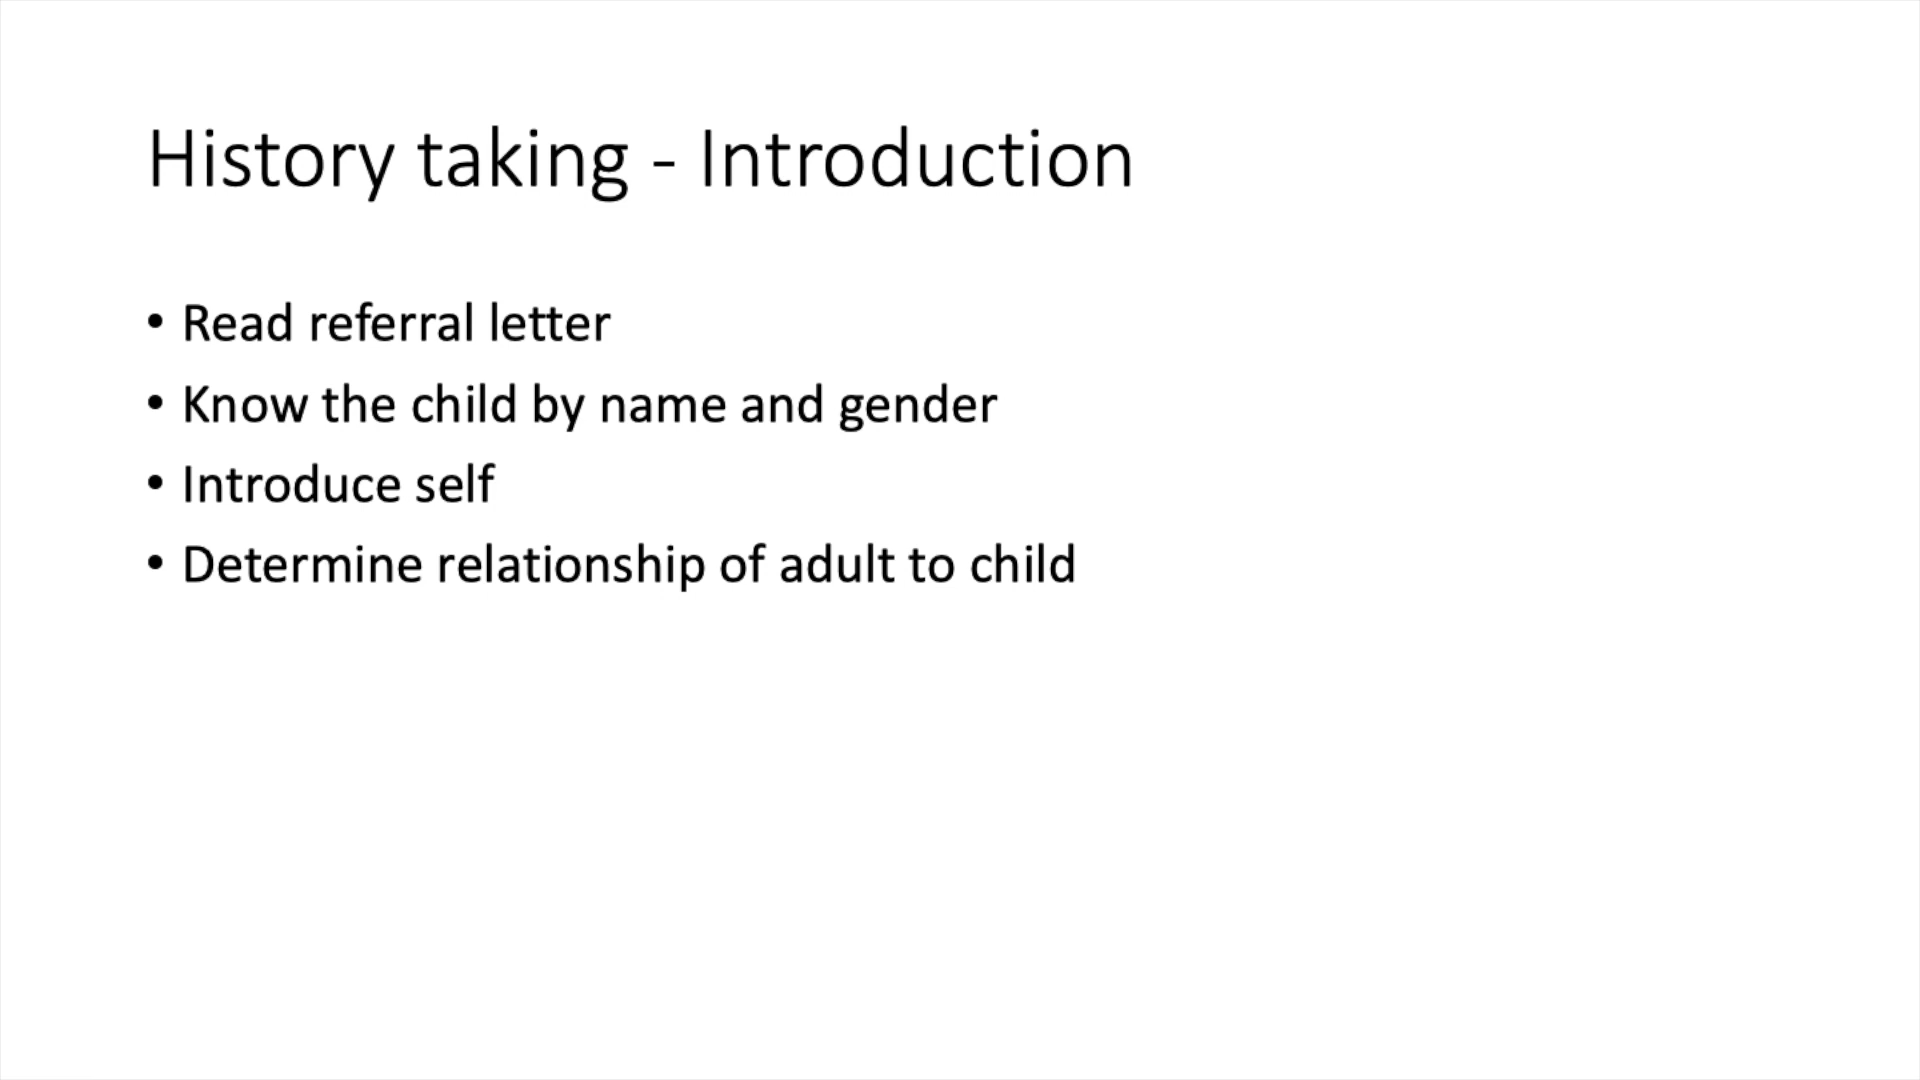 History taking - Introduction
• Read referral letter
• Know the child by name and gender
• Introduce self
• Determine relationship of adult to child